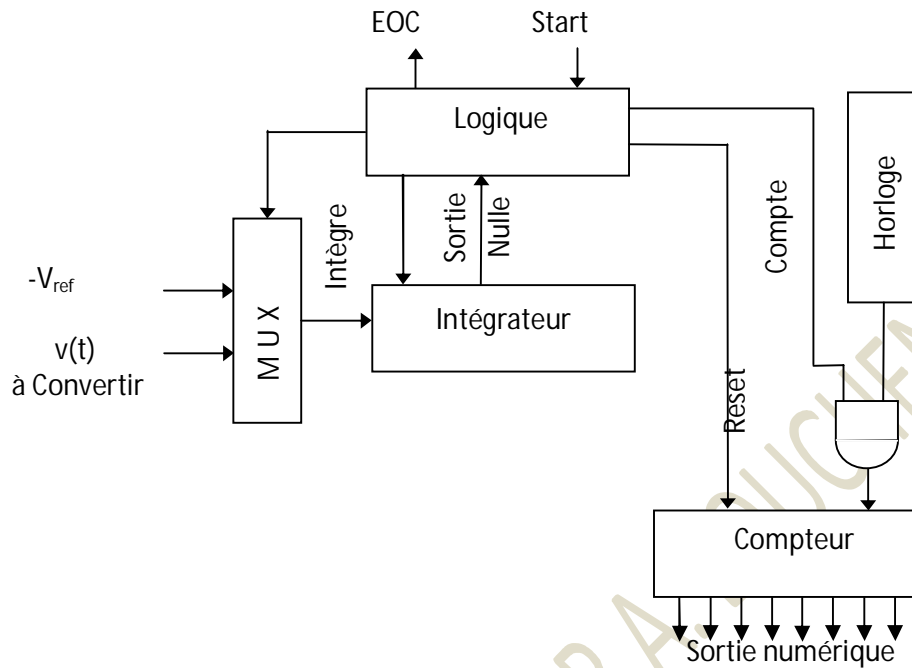 EOC
Start
Logique
Horloge
Compte
Intègre
Sortie
Nulle
-Vref
v(t)
à Convertir
M U X
Intégrateur
Reset
Compteur
Sortie numérique